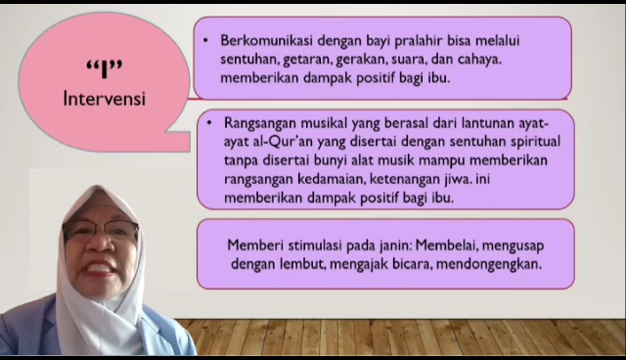 “I”
Intervensi
• Berkomunikasi dengan bayi pralahir bisa melalui
sentuhan, getaran, gerakan, suara, dan cahaya.
memberikan dampak positif bagi ibu.
• Rangsangan musikal yang berasal dari lantunan ayat-
ayat al-Qur’an yang disertai dengan sentuhan spiritual
tanpa disertai bunyi alat musik mampu memberikan
rangsangan kedamaian, ketenangan jiwa. ini
memberikan dampak positif bagi ibu.
Memberi stimulasi pada janin: Membelai, mengusap
dengan lembut, mengajak bicara, mendongengkan.